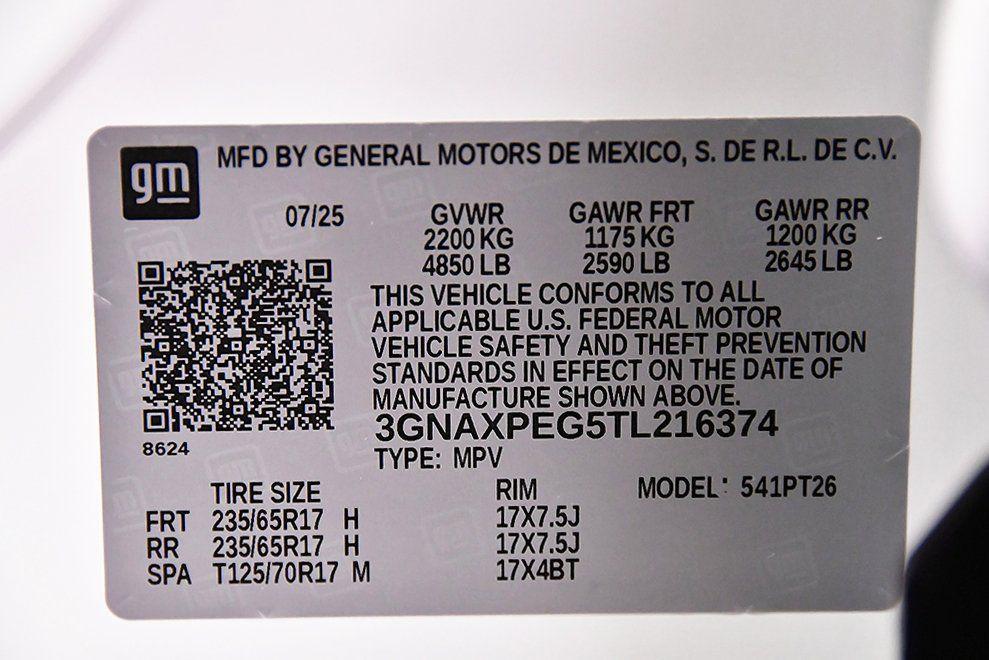 gm MFD BY GENERAL MOTORS DE MEXICO, S. DE R.L. DE C.V.
07/25 GVWR GAWR FRT GAWR RR
2200 KG 1175 KG 1200 KG
4850 LB 2590 LB 2645 LB
THIS VEHICLE CONFORMS TO ALL
APPLICABLE U.S. FEDERAL MOTOR
VEHICLE SAFETY AND THEFT PREVENTION
STANDARDS IN EFFECT ON THE DATE OF
MANUFACTURE SHOWN ABOVE.
3GNAXPEG5TL216374
8624
TYPE: MPV
TIRE SIZE RIM MODEL: 541PT26
FRT 235/65R17 H 17X7.5J
RR 235/65R17 H 17X7.5J
SPA T125/70R17 M 17X4BT